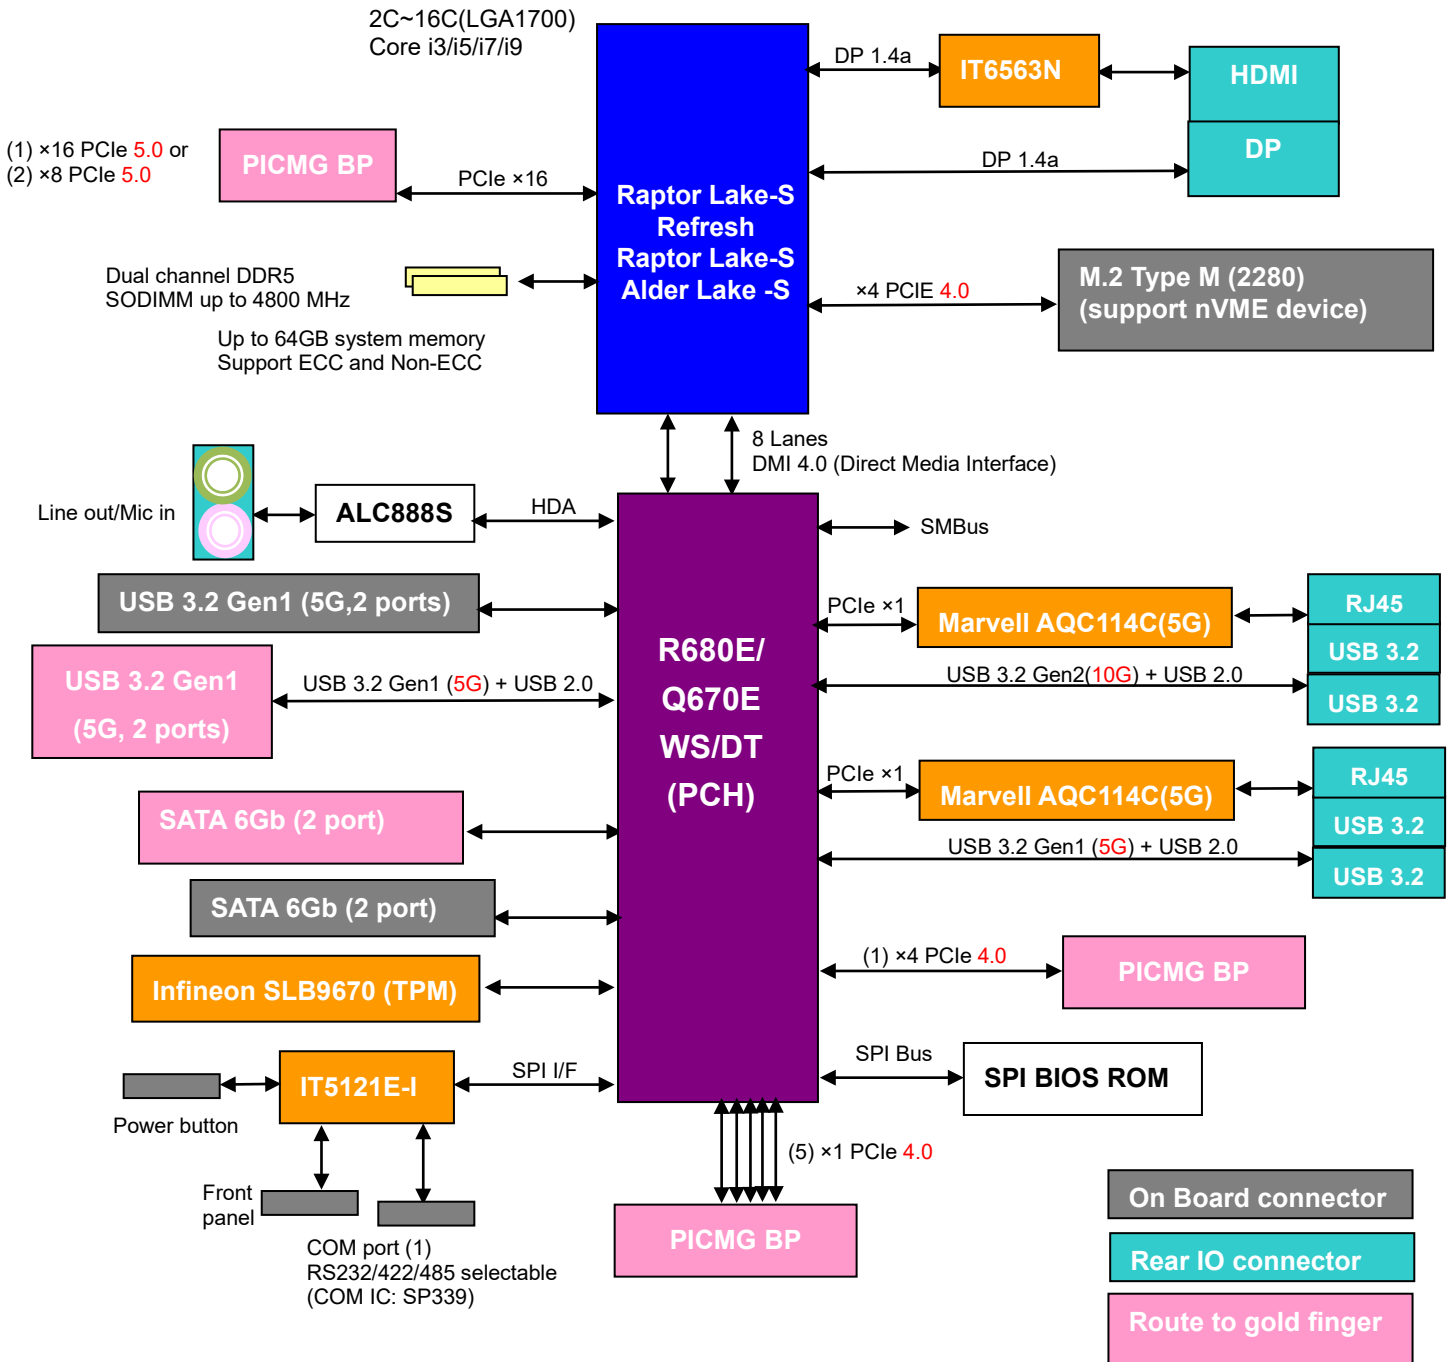 2C~16C(LGA1700)
Core i3/i5/i7/i9
DP 1.4a
IT6563N
HDMI
DP
DP 1.4a
(1) ×16 PCIe 5.0 or
(2) ×8 PCIe 5.0
PICMG BP
PCIe ×16
Raptor Lake-S
Refresh
Raptor Lake-S
Alder Lake -S
Dual channel DDR5
SODIMM up to 4800 MHz
Up to 64GB system memory
Support ECC and Non-ECC
×4 PCIE 4.0
M.2 Type M (2280)
(support nVME device)
8 Lanes
DMI 4.0 (Direct Media Interface)
Line out/Mic in
ALC888S
HDA
SMBus
USB 3.2 Gen1 (5G,2 ports)
USB 3.2 Gen1
(5G, 2 ports)
USB 3.2 Gen1 (5G) + USB 2.0
R680E/
Q670E
WS/DT
(PCH)
PCIe ×1
Marvell AQC114C(5G)
RJ45
USB 3.2
USB 3.2
USB 3.2 Gen2(10G) + USB 2.0
PCIe ×1
Marvell AQC114C(5G)
RJ45
USB 3.2
USB 3.2
USB 3.2 Gen1 (5G) + USB 2.0
SATA 6Gb (2 port)
SATA 6Gb (2 port)
(1) ×4 PCIe 4.0
PICMG BP
Infineon SLB9670 (TPM)
IT5121E-I
SPI I/F
SPI Bus
SPI BIOS ROM
Power button
Front
panel
COM port (1)
RS232/422/485 selectable
(COM IC: SP339)
(5) ×1 PCIe 4.0
PICMG BP
On Board connector
Rear IO connector
Route to gold finger